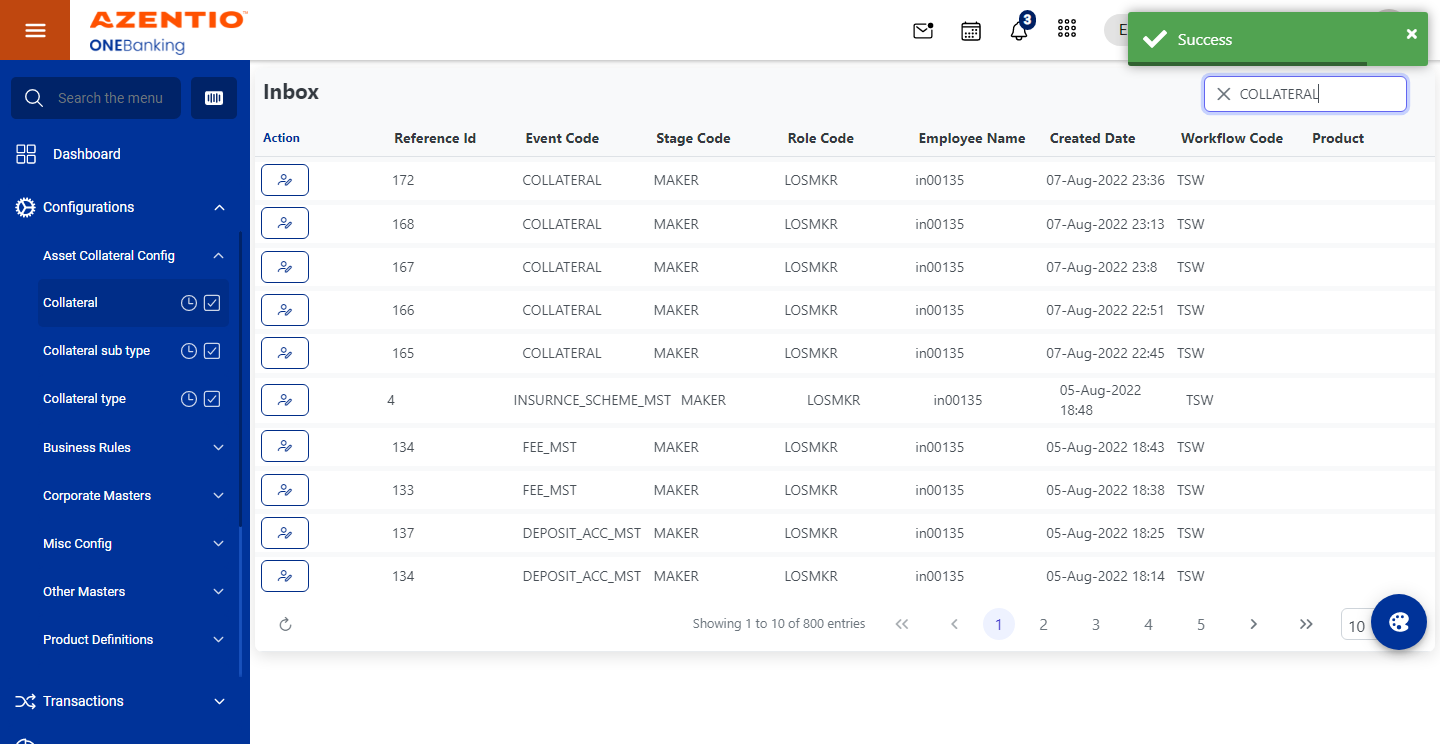 AZENTIO™
ONEBanking
3
E
Success
Search the menu
Dashboard
Configurations
Asset Collateral Config
Collateral
Collateral sub type
Collateral type
Business Rules
Corporate Masters
Misc Config
Other Masters
Product Definitions
Transactions
Inbox
COLLATERAL
Action Reference Id Event Code Stage Code Role Code Employee Name Created Date Workflow Code Product
172 COLLATERAL MAKER LOSMKR in00135 07-Aug-2022 23:36 TSW
168 COLLATERAL MAKER LOSMKR in00135 07-Aug-2022 23:13 TSW
167 COLLATERAL MAKER LOSMKR in00135 07-Aug-2022 23:8 TSW
166 COLLATERAL MAKER LOSMKR in00135 07-Aug-2022 22:51 TSW
165 COLLATERAL MAKER LOSMKR in00135 07-Aug-2022 22:45 TSW
4 INSURNCE_SCHEME_MST MAKER LOSMKR in00135 05-Aug-2022 18:48 TSW
134 FEE_MST MAKER LOSMKR in00135 05-Aug-2022 18:43 TSW
133 FEE_MST MAKER LOSMKR in00135 05-Aug-2022 18:38 TSW
137 DEPOSIT_ACC_MST MAKER LOSMKR in00135 05-Aug-2022 18:25 TSW
134 DEPOSIT_ACC_MST MAKER LOSMKR in00135 05-Aug-2022 18:14 TSW
Showing 1 to 10 of 800 entries 1 2 3 4 5 10